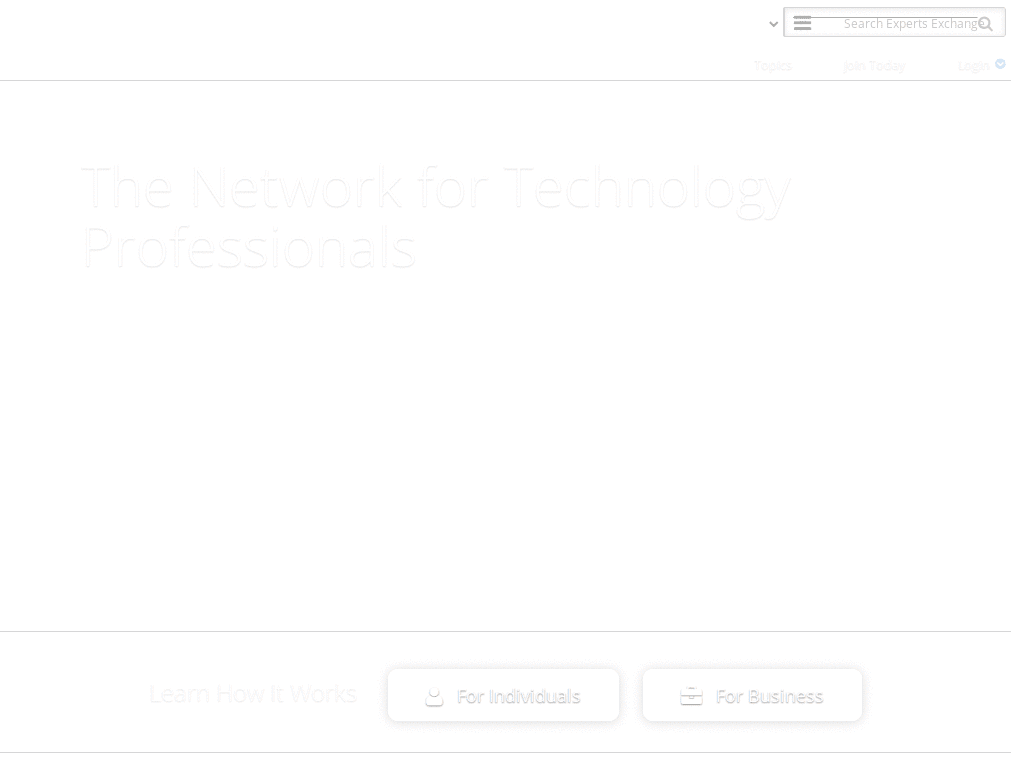 Search Experts Exchange
Topics
Join Today
Login
The Network for Technology
Professionals
Learn How It Works
For Individuals
For Business